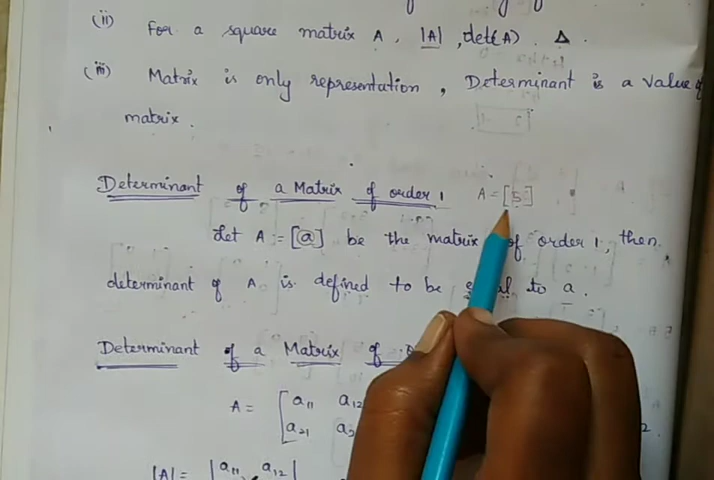 (ii) For a square matrix A, |A|, det(A). Δ.
(iii) Matrix is only representation, Determinant is a value of
matrix.
Determinant of a Matrix of order 1 A = [5]
Let A = [a] be the matrix of order 1, then
determinant of A is defined to be equal to a.
Determinant of a Matrix of
A = [ a11 a12
a21
|A| = | a11 a12 |